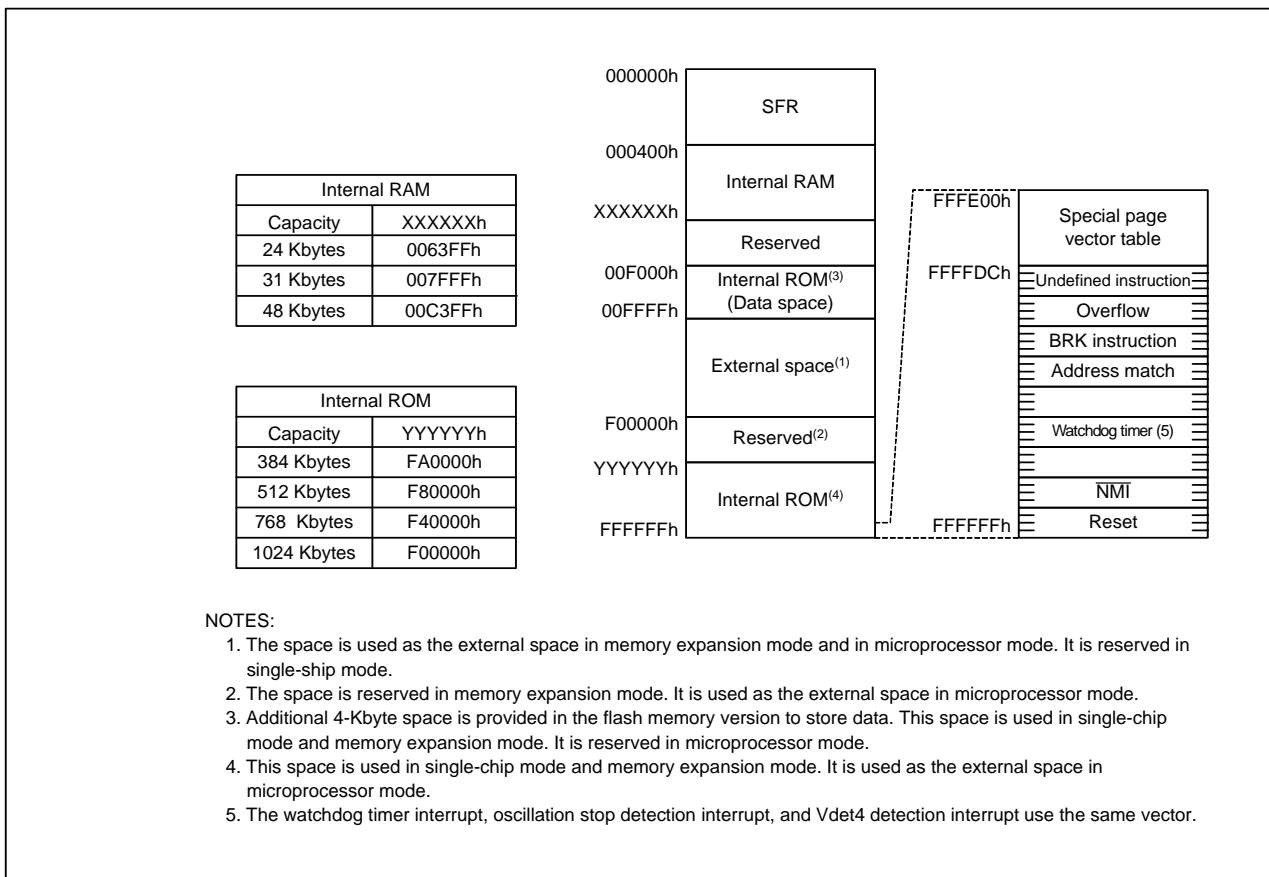 Internal RAM
Capacity XXXXXXh
24 Kbytes 0063FFh
31 Kbytes 007FFFh
48 Kbytes 00C3FFh
Internal ROM
Capacity YYYYYYh
384 Kbytes FA0000h
512 Kbytes F80000h
768 Kbytes F40000h
1024 Kbytes F00000h
000000h
SFR
000400h
Internal RAM
XXXXXXh
Reserved
00F000h
Internal ROM(3)
(Data space)
00FFFFh
External space(1)
F00000h
Reserved(2)
YYYYYYh
Internal ROM(4)
FFFFFFh
FFFE00h
Special page
vector table
FFFFDCh
Undefined instruction
Overflow
BRK instruction
Address match
Watchdog timer (5)
NMI
Reset
FFFFFFh
NOTES:
1. The space is used as the external space in memory expansion mode and in microprocessor mode. It is reserved in
single-ship mode.
2. The space is reserved in memory expansion mode. It is used as the external space in microprocessor mode.
3. Additional 4-Kbyte space is provided in the flash memory version to store data. This space is used in single-chip
mode and memory expansion mode. It is reserved in microprocessor mode.
4. This space is used in single-chip mode and memory expansion mode. It is used as the external space in
microprocessor mode.
5. The watchdog timer interrupt, oscillation stop detection interrupt, and Vdet4 detection interrupt use the same vector.